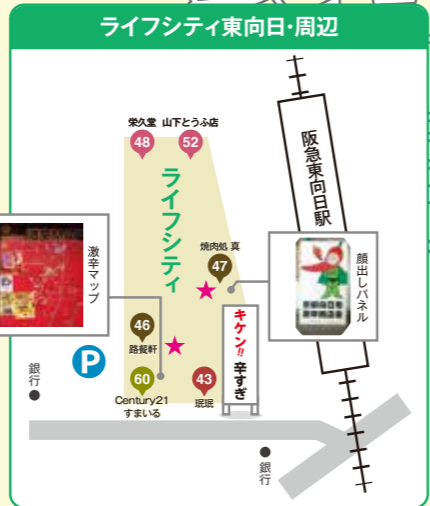 ライフシティ東向日・周辺
栄久堂 山下とうふ店
48 52
阪急東向日駅
ライフシティ
焼肉処 真
47
激辛マップ
顔出しパネル
キケン!! 辛すぎ
46
路餐軒
P
銀行
60
Century21
すまいる
43
珉珉
銀行